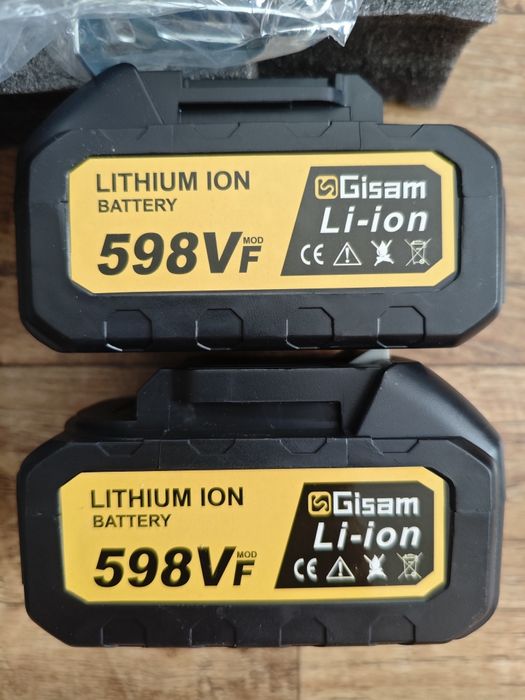 LITHIUM ION
BATTERY
598VF MOD
Gisam
Li-ion
CE
LITHIUM ION
BATTERY
598VF MOD
Gisam
Li-ion
CE